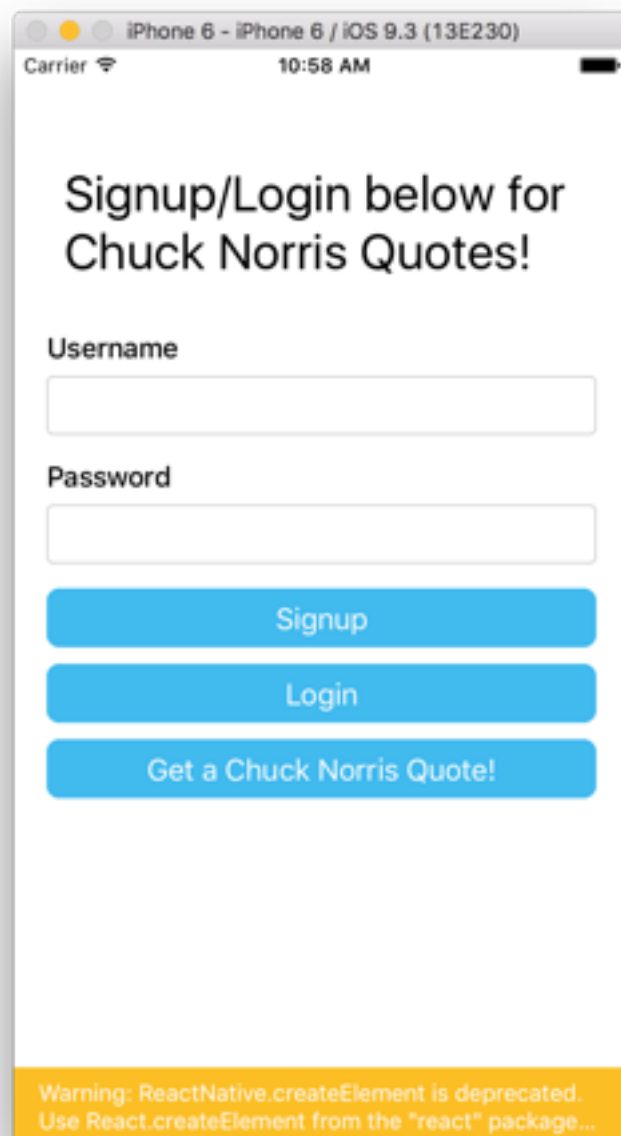 iPhone 6 - iPhone 6 / iOS 9.3 (13E230)
Carrier 10:58 AM
Signup/Login below for
Chuck Norris Quotes!
Username
Password
Signup
Login
Get a Chuck Norris Quote!
Warning: ReactNative.createElement is deprecated.
Use React.createElement from the "react" package...